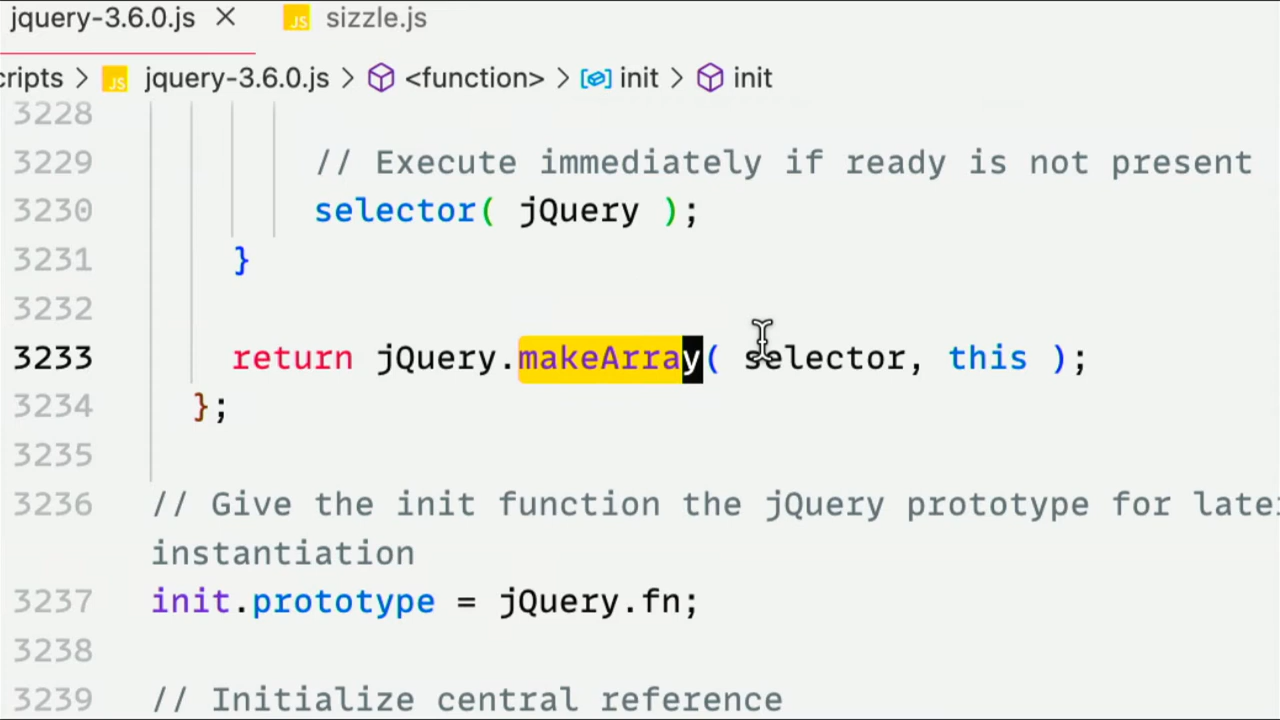 jquery-3.6.0.js × JS sizzle.js
cripts > JS jquery-3.6.0.js > <function> > init > init
3228
3229 // Execute immediately if ready is not present
3230 selector( jQuery );
3231 }
3232
3233 return jQuery.makeArray( selector, this );
3234 };
3235
3236 // Give the init function the jQuery prototype for late
instantiation
3237 init.prototype = jQuery.fn;
3238
3239 // Initialize central reference